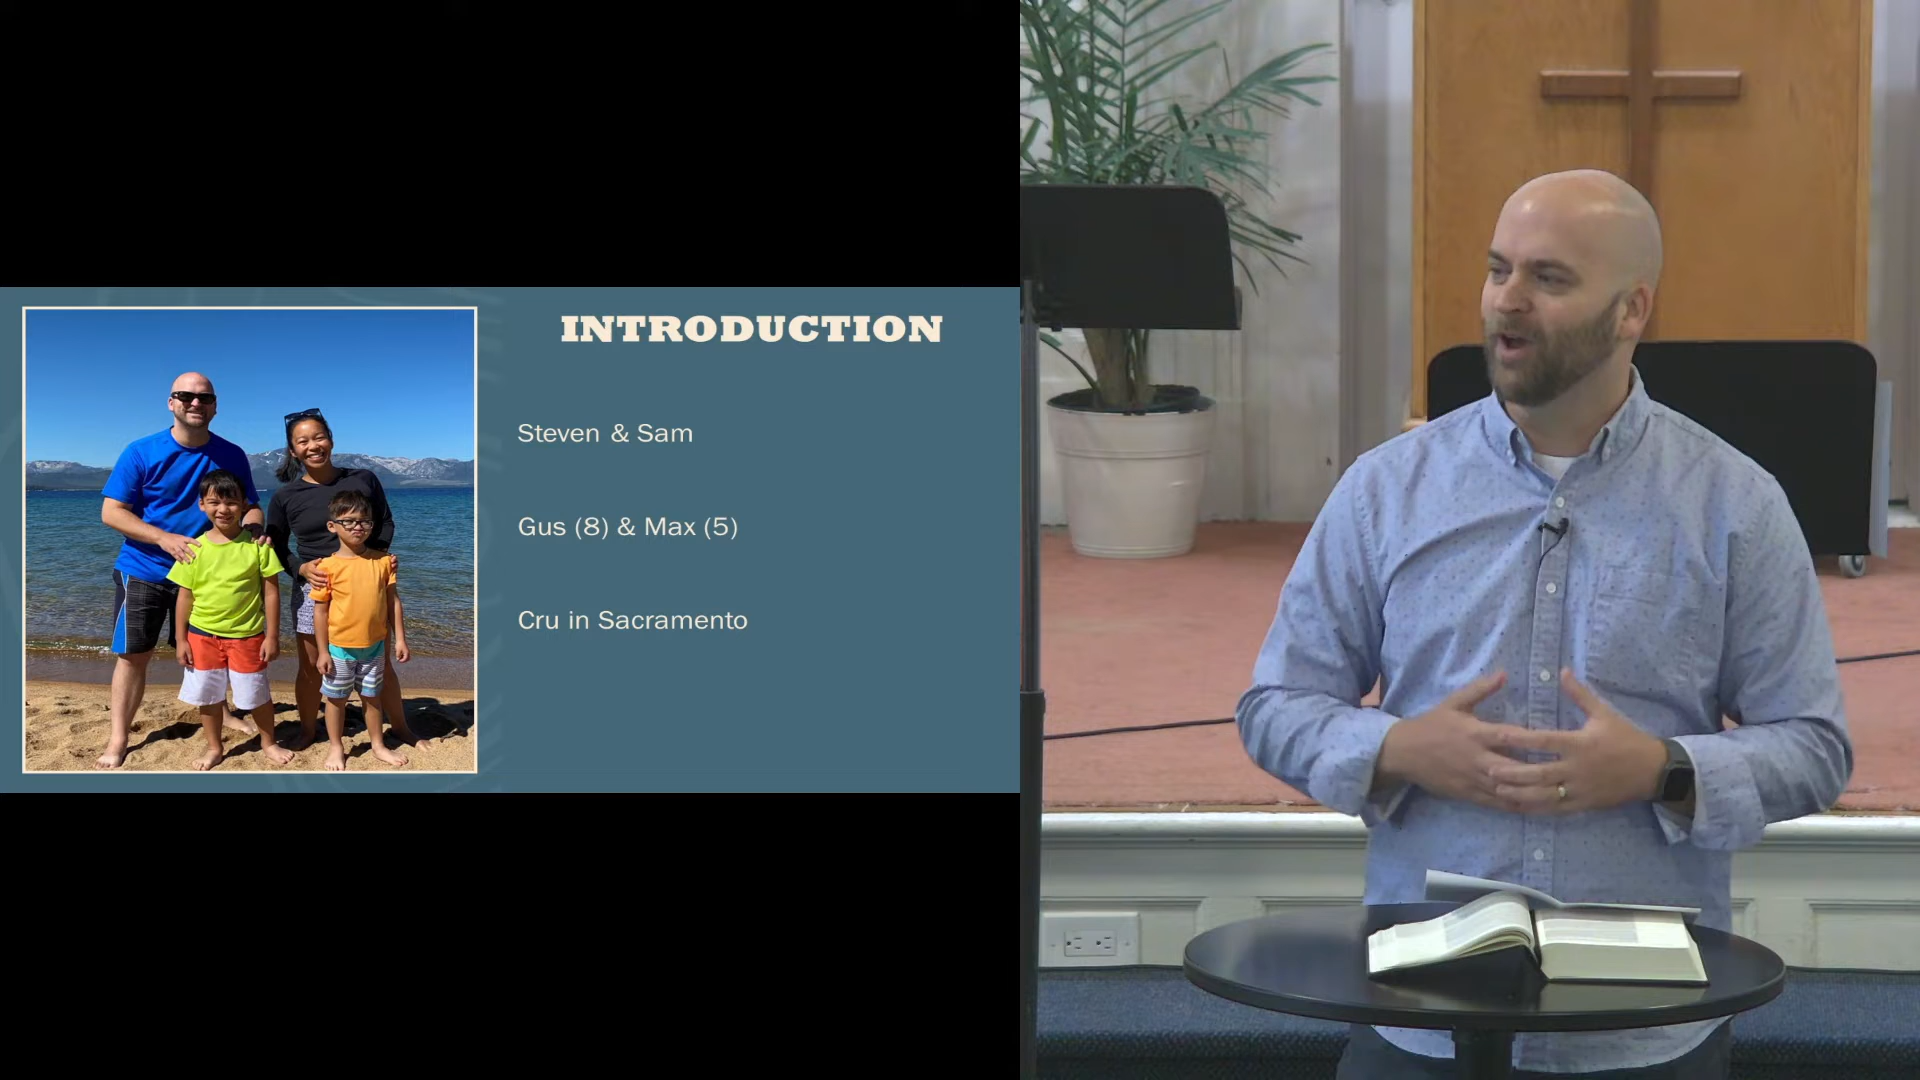 INTRODUCTION
Steven & Sam
Gus (8) & Max (5)
Cru in Sacramento